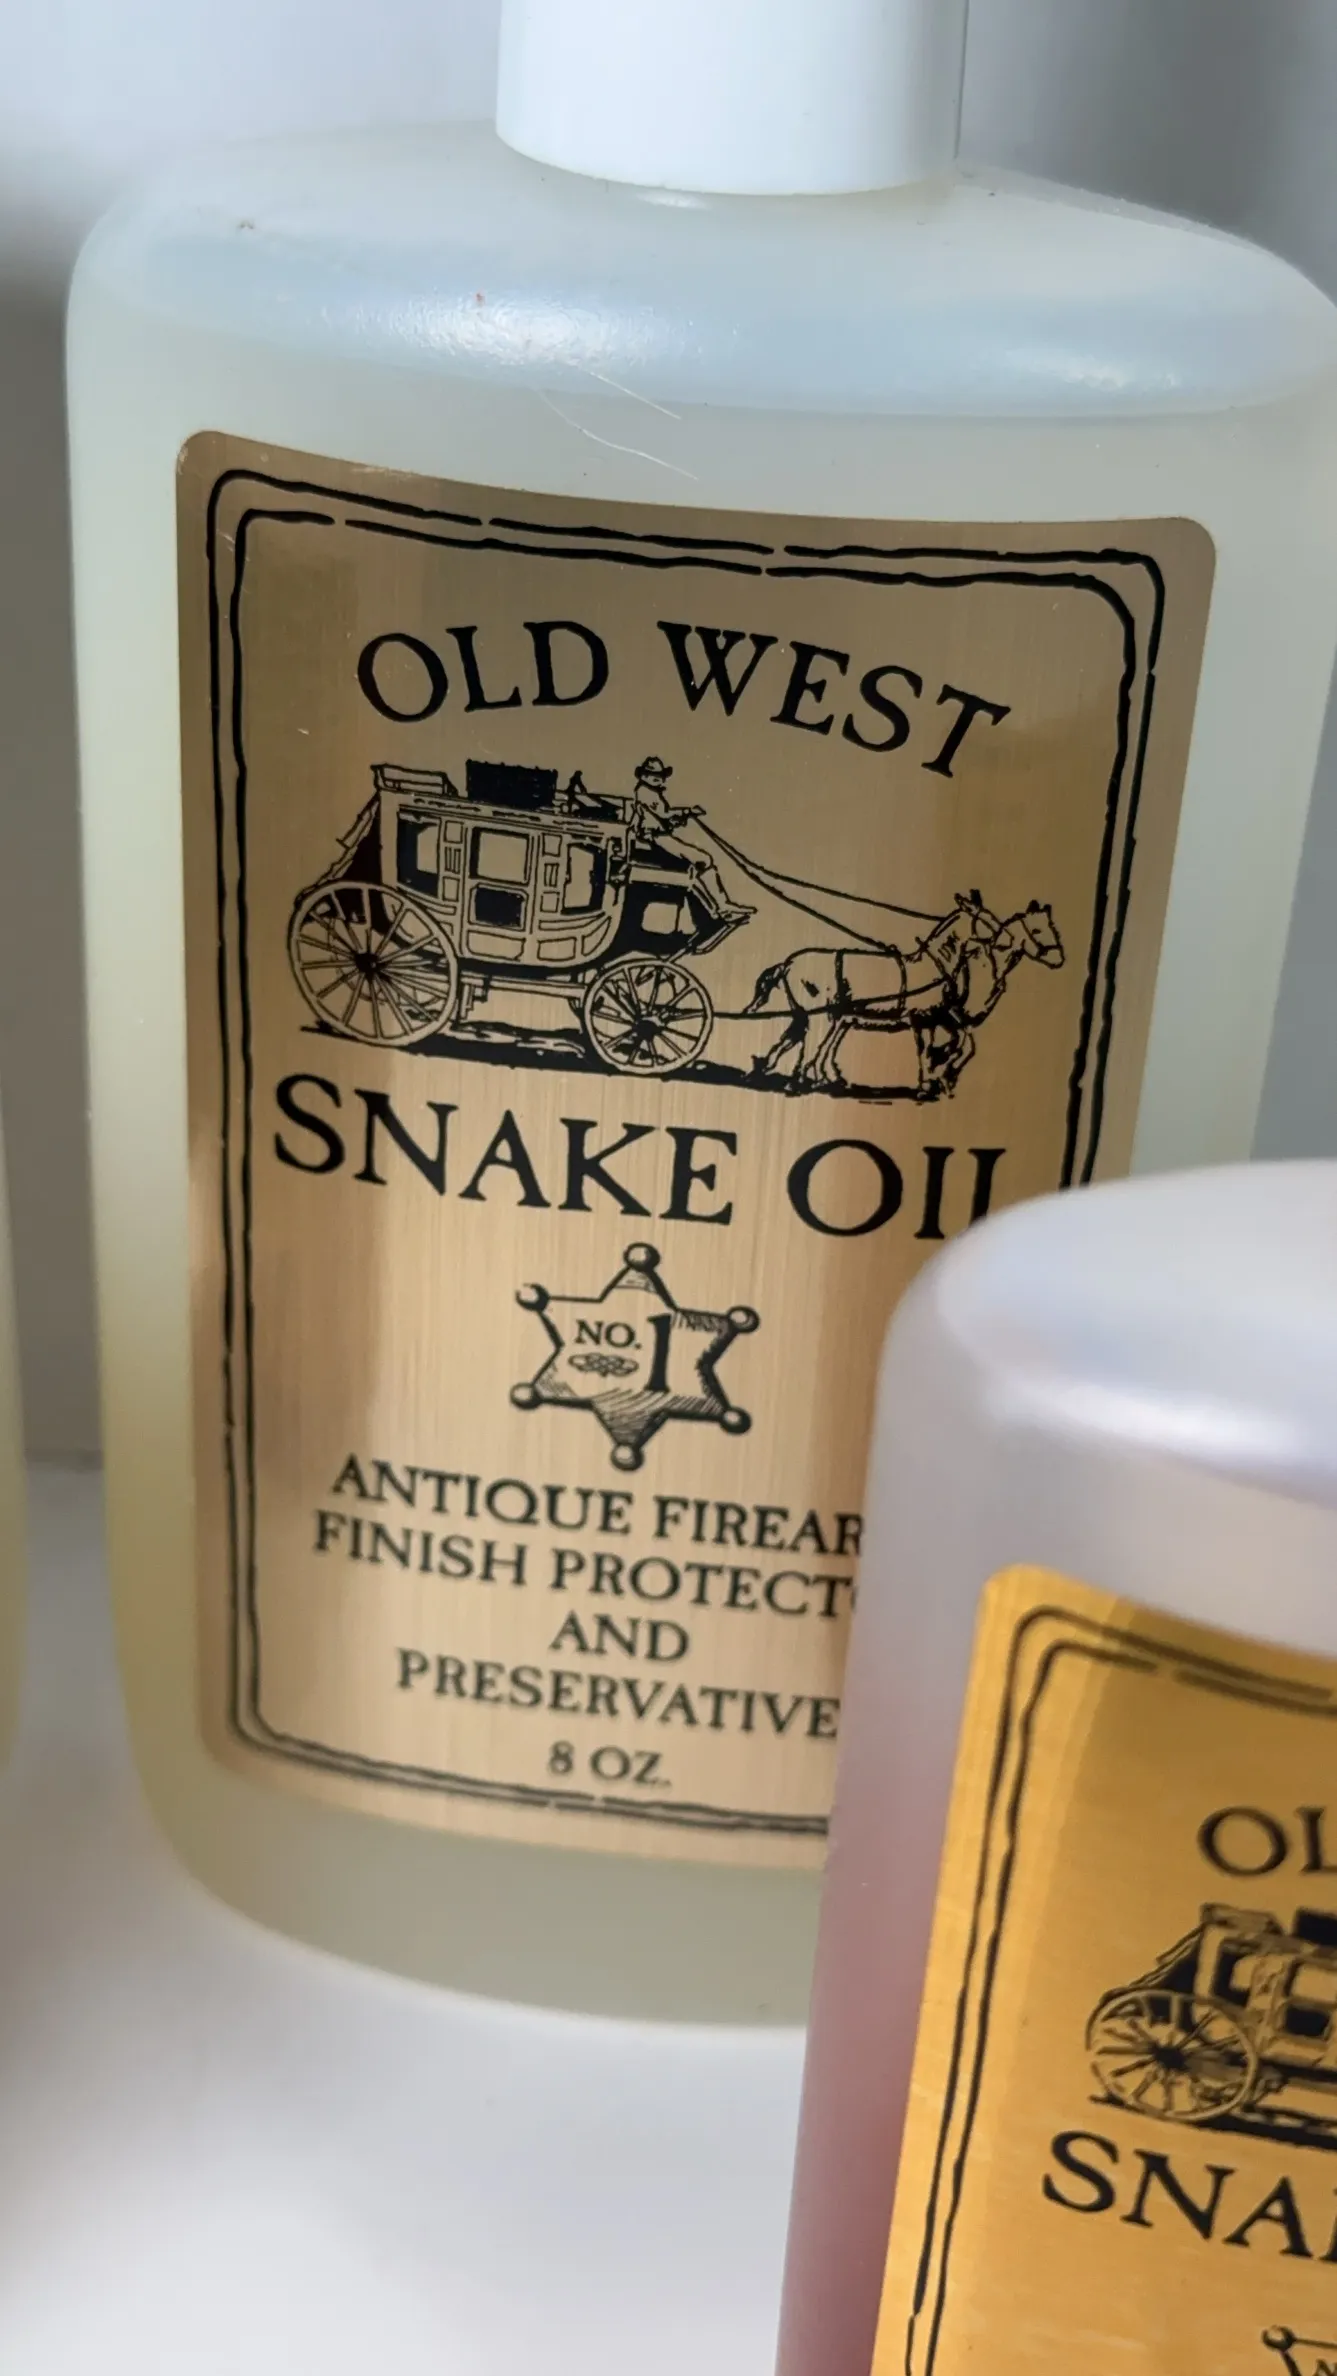 OLD WEST
SNAKE OIL
NO. 1
ANTIQUE FIREAR
FINISH PROTECT
AND
PRESERVATIVE
8 OZ.
OL
SNA